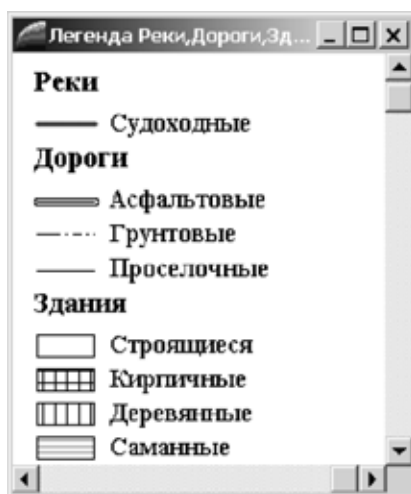 Легенда Реки,Дороги,Зд...
Реки
Судоходные
Дороги
Асфальтовые
Грунтовые
Проселочные
Здания
Строящиеся
Кирпичные
Деревянные
Саманные